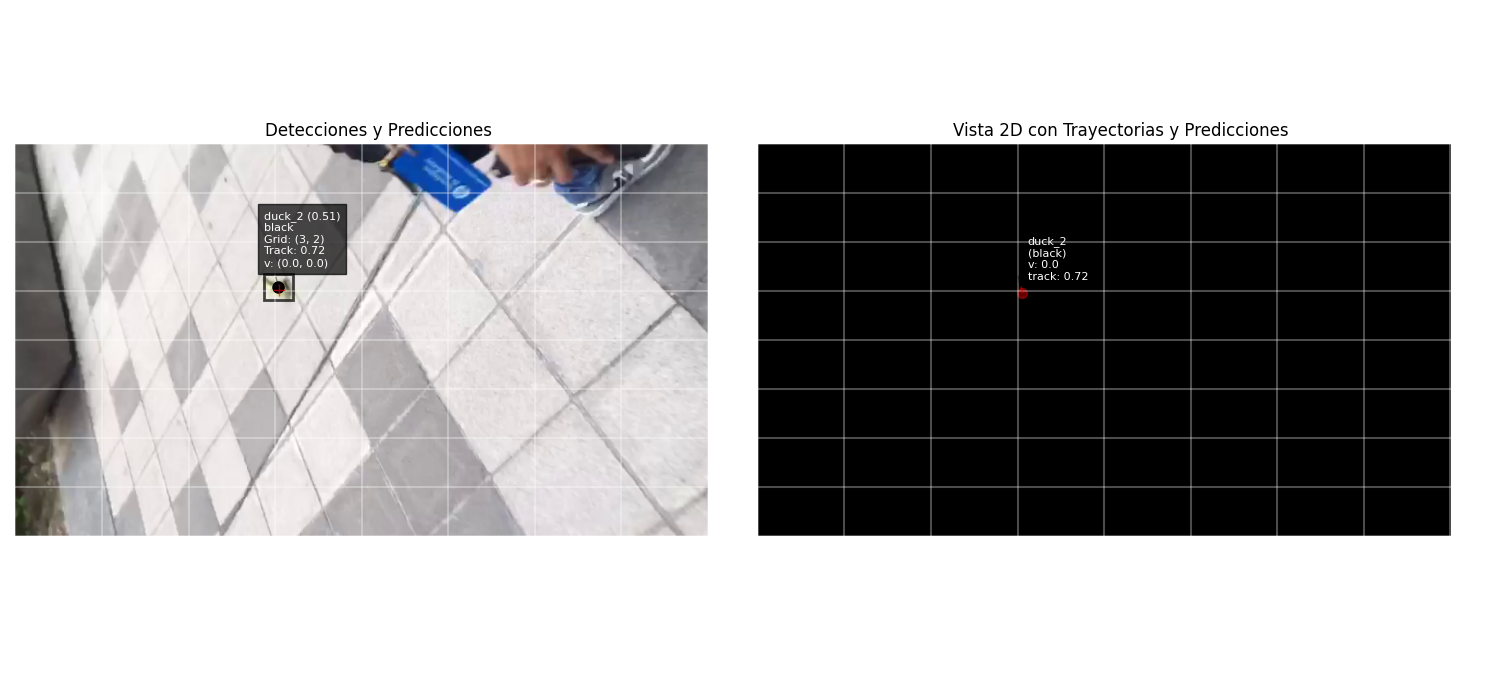 Detecciones y Predicciones
duck_2 (0.51)
black
Grid: (3, 2)
Track: 0.72
v: (0.0, 0.0)
Vista 2D con Trayectorias y Predicciones
duck_2
(black)
v: 0.0
track: 0.72